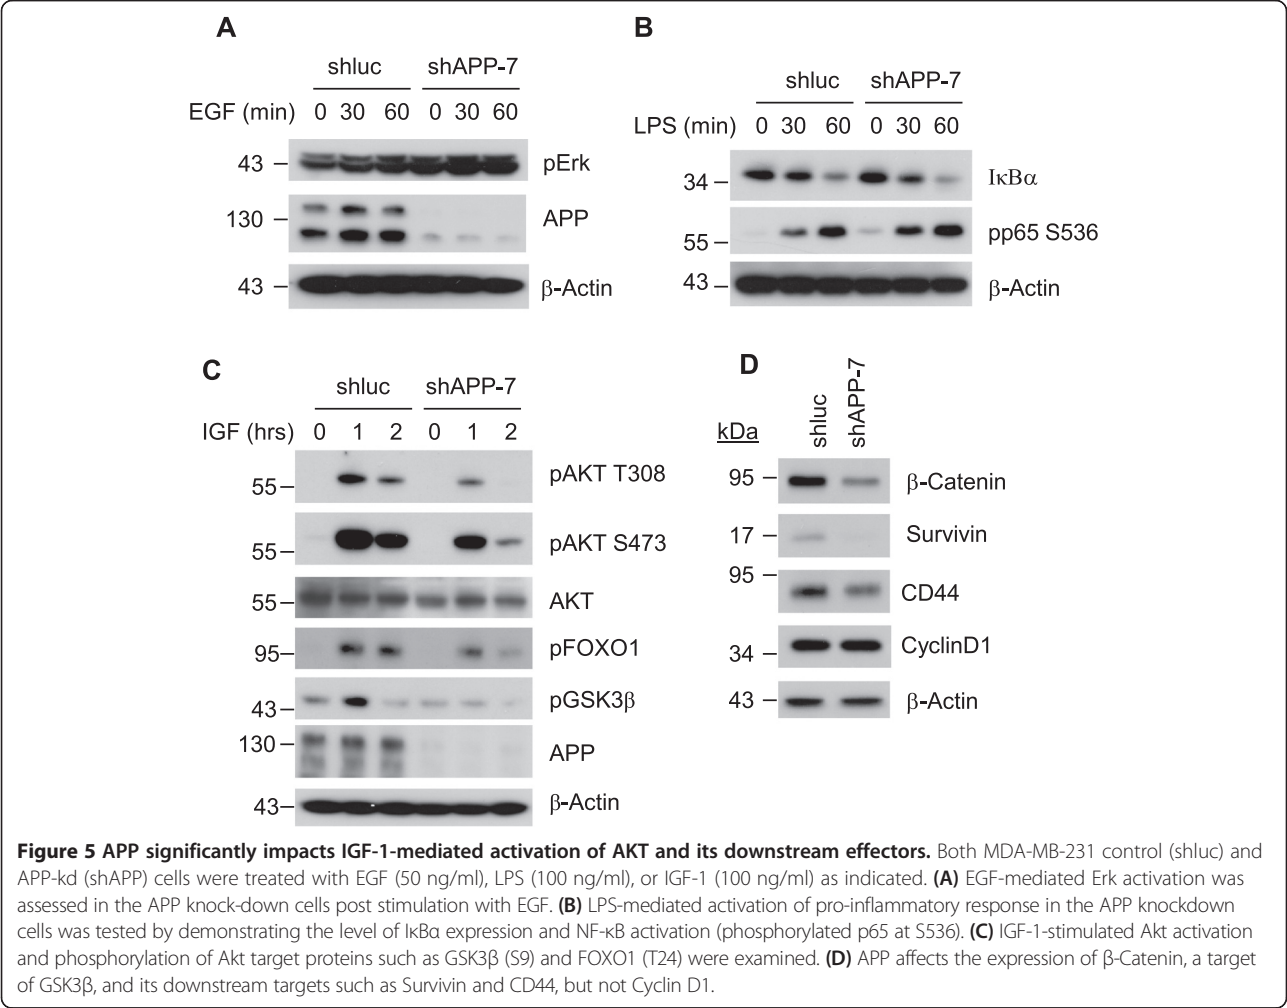 A
shluc shAPP-7
EGF (min) 0 30 60 0 30 60
43 pErk
130 APP
43 β-Actin
B
shluc shAPP-7
LPS (min) 0 30 60 0 30 60
34 IκBα
55 pp65 S536
43 β-Actin
C
shluc shAPP-7
IGF (hrs) 0 1 2 0 1 2
55 pAKT T308
55 pAKT S473
55 AKT
95 pFOXO1
43 pGSK3β
130 APP
43 β-Actin
D
kDa shluc shAPP-7
95 β-Catenin
17 Survivin
95
CD44
34 CyclinD1
43 β-Actin
Figure 5 APP significantly impacts IGF-1-mediated activation of AKT and its downstream effectors. Both MDA-MB-231 control (shluc) and
APP-kd (shAPP) cells were treated with EGF (50 ng/ml), LPS (100 ng/ml), or IGF-1 (100 ng/ml) as indicated. (A) EGF-mediated Erk activation was
assessed in the APP knock-down cells post stimulation with EGF. (B) LPS-mediated activation of pro-inflammatory response in the APP knockdown
cells was tested by demonstrating the level of IκBα expression and NF-κB activation (phosphorylated p65 at S536). (C) IGF-1-stimulated Akt activation
and phosphorylation of Akt target proteins such as GSK3β (S9) and FOXO1 (T24) were examined. (D) APP affects the expression of β-Catenin, a target
of GSK3β, and its downstream targets such as Survivin and CD44, but not Cyclin D1.